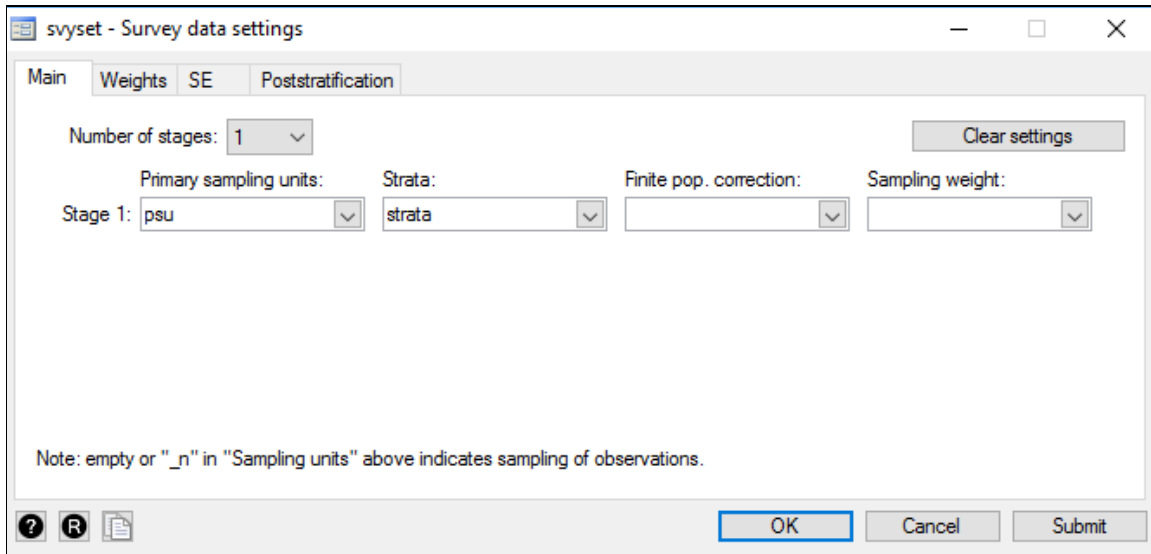 svyset - Survey data settings
Main Weights SE Poststratification
Number of stages: 1 Clear settings
Primary sampling units: Strata: Finite pop. correction: Sampling weight:
Stage 1: psu strata
Note: empty or "_n" in "Sampling units" above indicates sampling of observations.
? R OK Cancel Submit